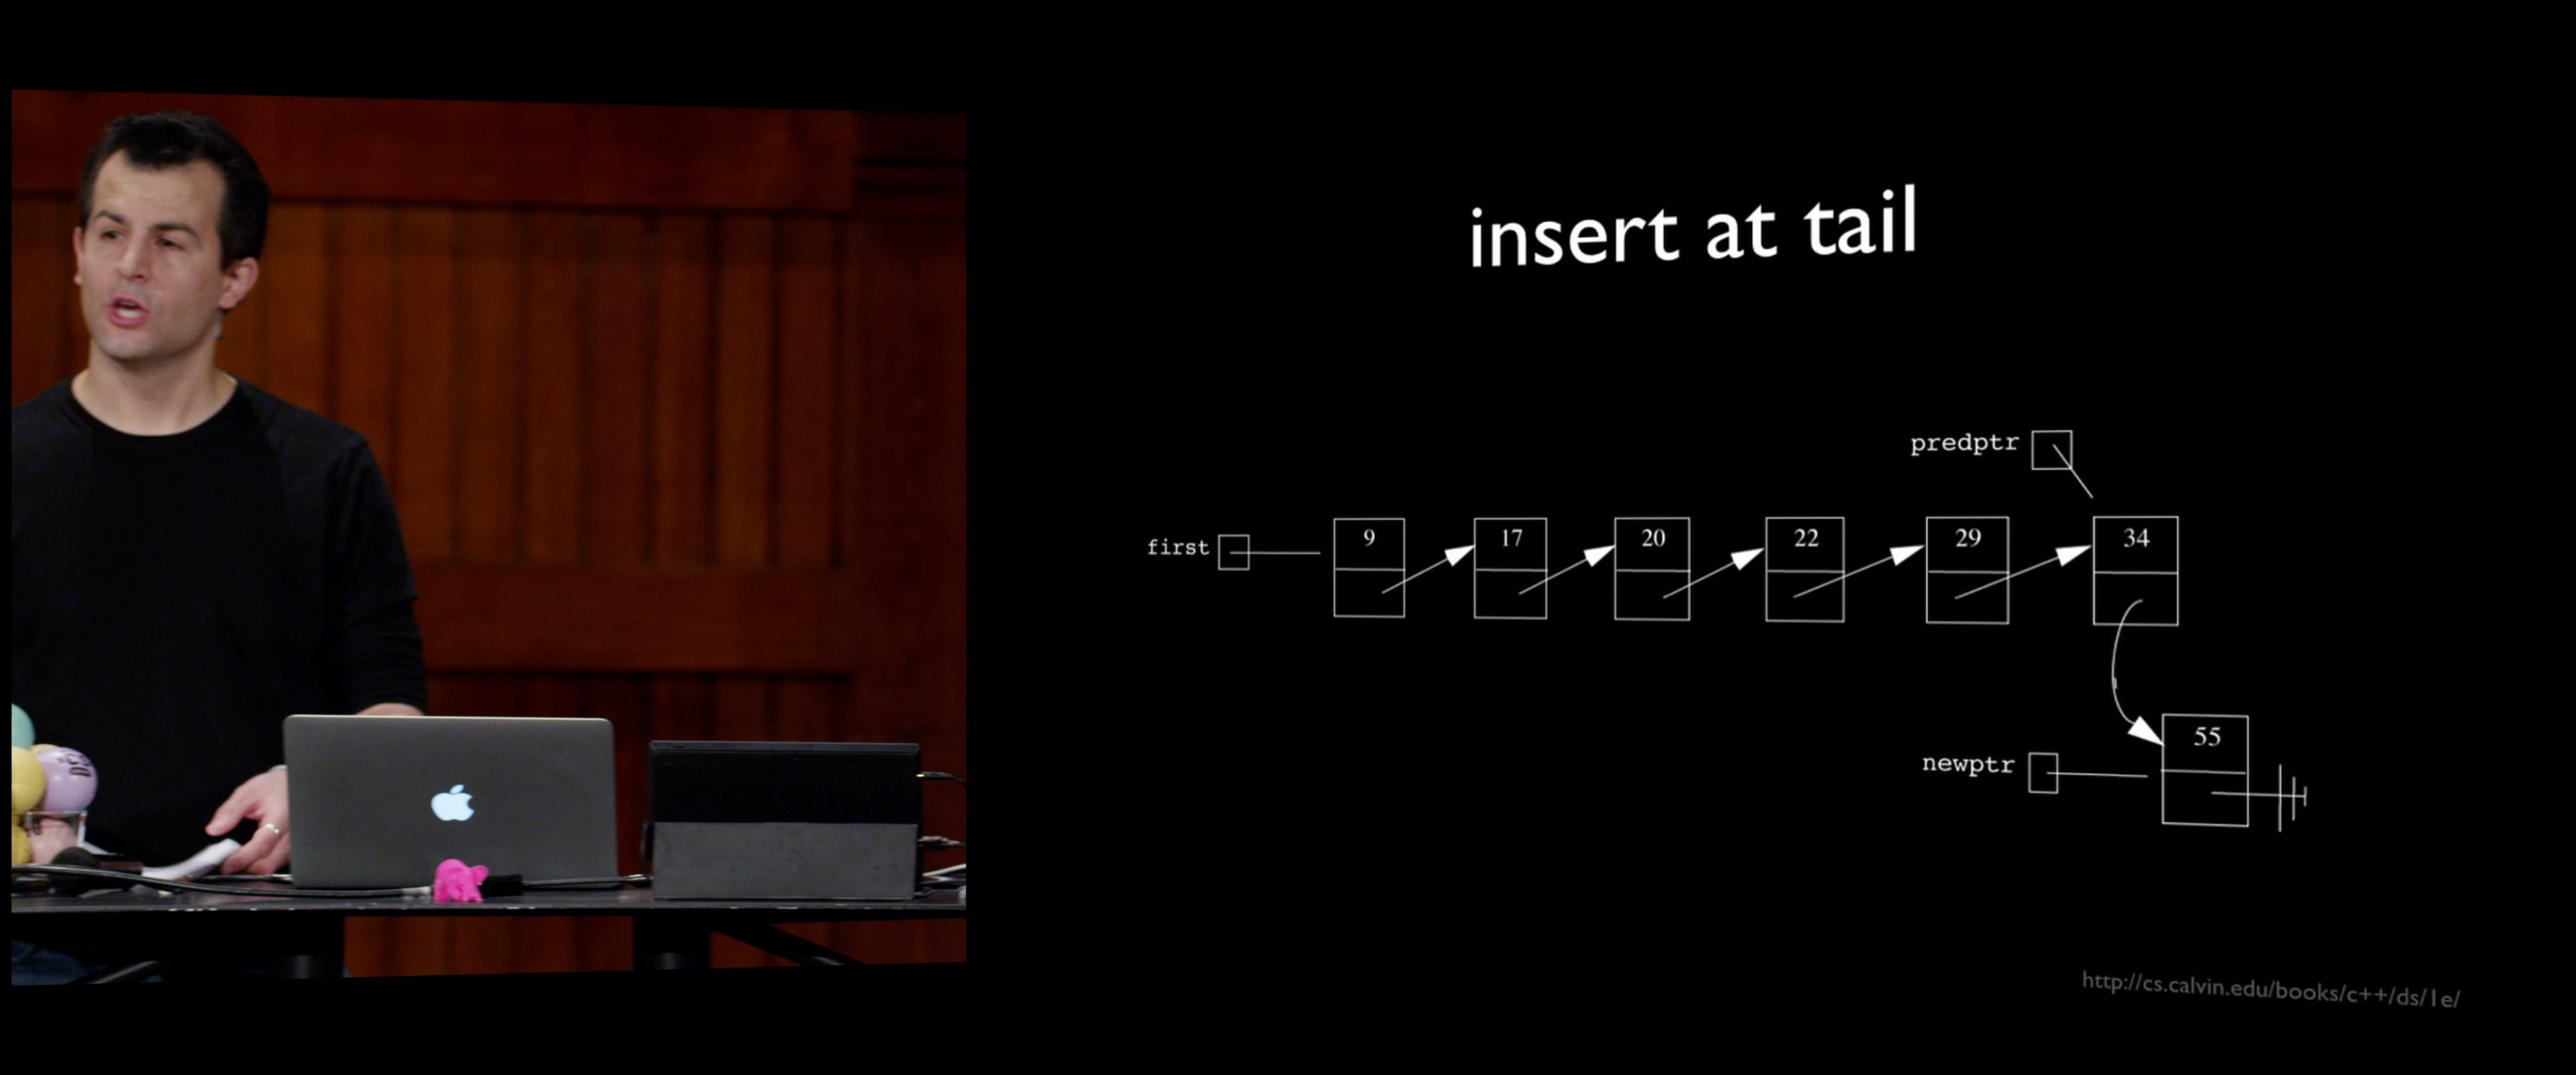 insert at tail
predptr
first
9 17 20 22 29 34
newptr
55
http://cs.calvin.edu/books/c++/ds/1e/